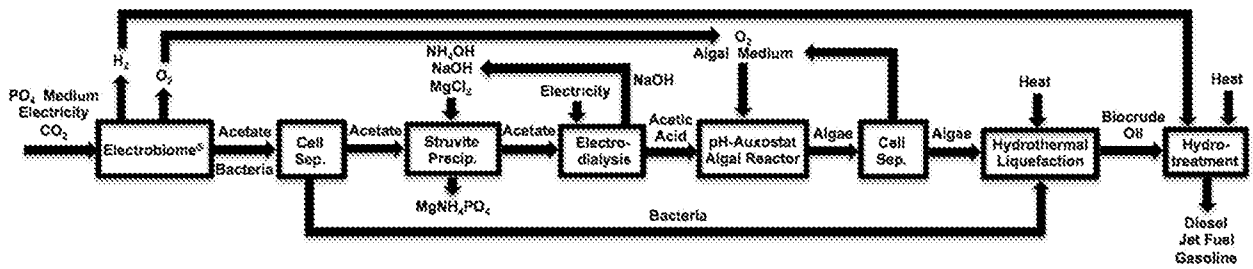 PO₄ Medium
Electricity
CO₂
H₂
O₂
Electrobiome®
Acetate
Bacteria
Cell
Sep.
Acetate
NH₄OH
NaOH
MgCl₂
Struvite
Precip.
MgNH₄PO₄
Acetate
Electricity
NaOH
Electro-
dialysis
Acetic
Acid
O₂
Algal Medium
pH-Auxostat
Algal Reactor
Algae
Cell
Sep.
Algae
Bacteria
Heat
Hydrothermal
Liquefaction
Biocrude
Oil
Heat
Hydro-
treatment
Diesel
Jet Fuel
Gasoline